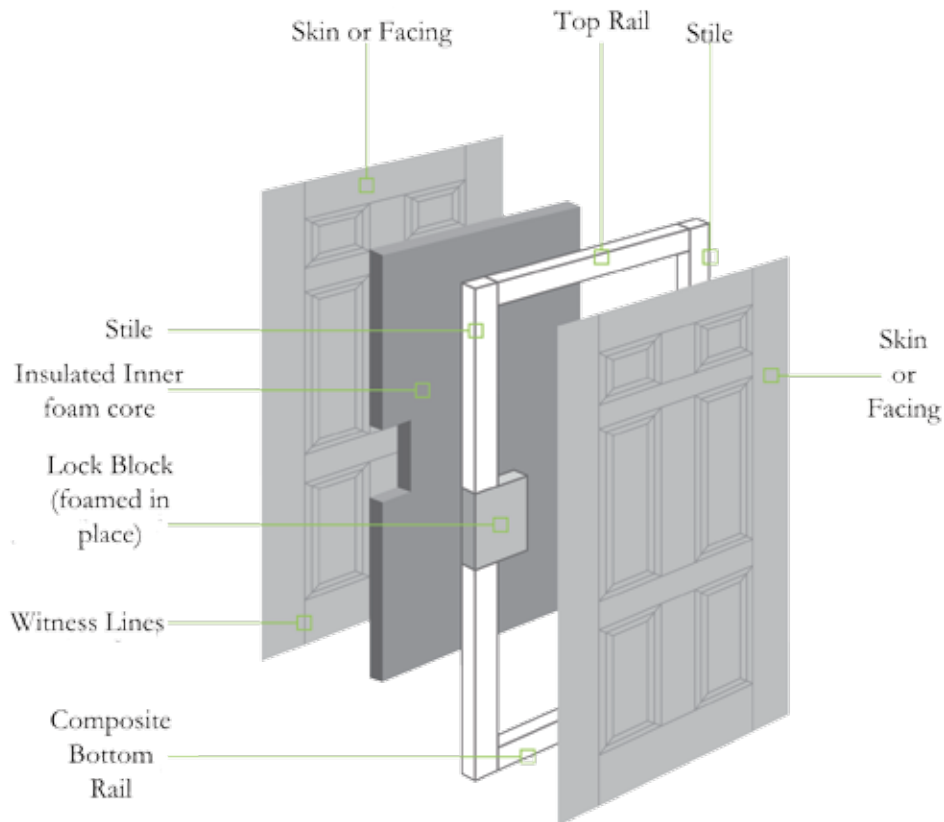 Skin or Facing
Top Rail
Stile
Stile
Skin
or
Facing
Insulated Inner
foam core
Lock Block
(foamed in
place)
Witness Lines
Composite
Bottom
Rail